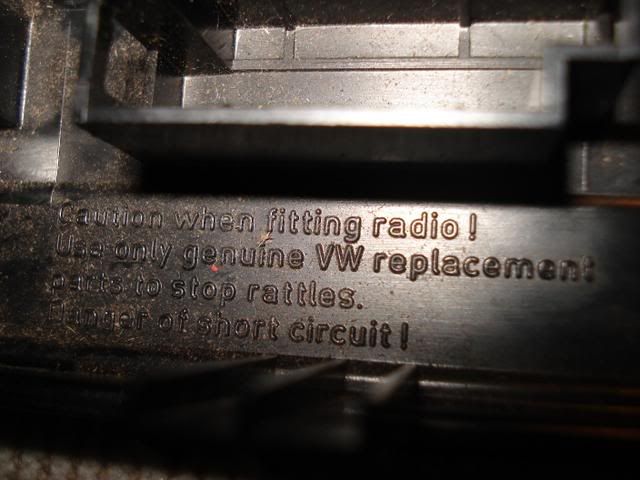 Caution when fitting radio!
Use only genuine VW replacement
parts to stop rattles.
Danger of short circuit!